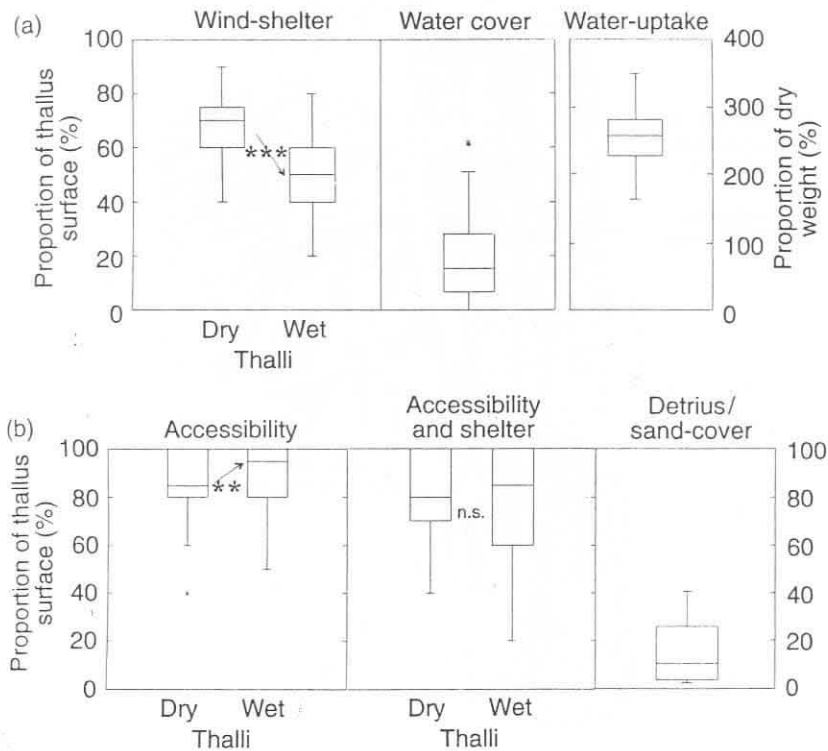 (a)
Wind-shelter
Water cover
Water-uptake
Proportion of thallus
surface (%)
100
80
60
40
20
0
***
Dry
Wet
Thalli
400
300
200
100
0
Proportion of dry
weight (%)
(b)
Accessibility
Accessibility
and shelter
Detrius/
sand-cover
Proportion of thallus
surface (%)
100
80
60
40
20
0
**
n.s.
Dry
Wet
Thalli
Dry
Wet
Thalli
100
80
60
40
20
0